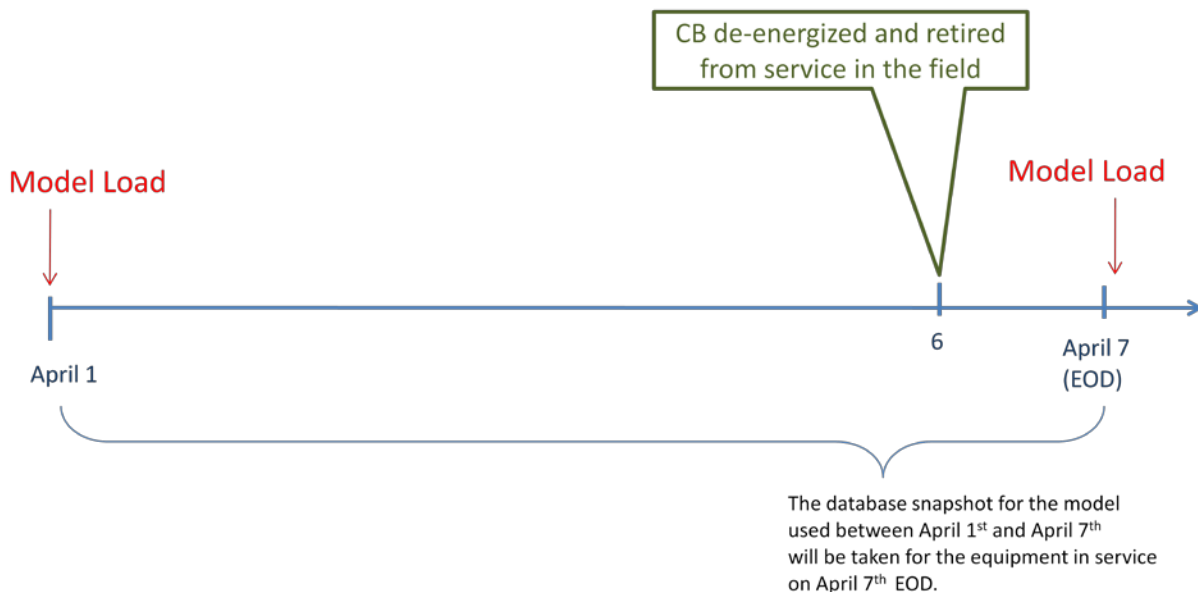 CB de-energized and retired
from service in the field
Model Load
Model Load
April 1
6
April 7
(EOD)
The database snapshot for the model
used between April 1st and April 7th
will be taken for the equipment in service
on April 7th EOD.